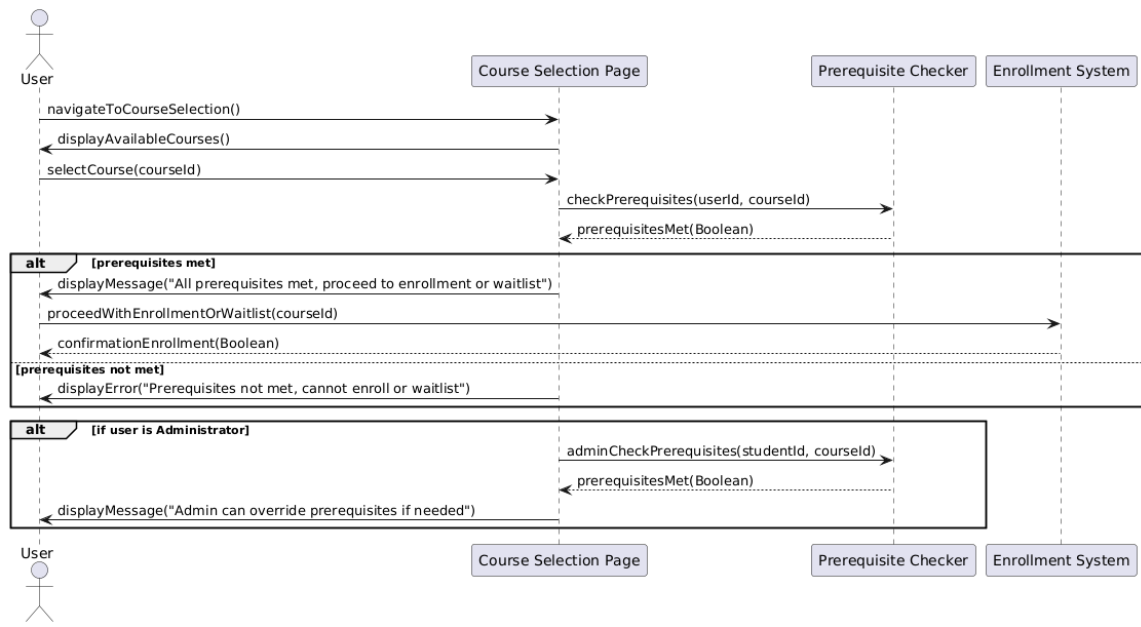 User
Course Selection Page
Prerequisite Checker
Enrollment System
navigateToCourseSelection()
displayAvailableCourses()
selectCourse(courseId)
checkPrerequisites(userId, courseId)
prerequisitesMet(Boolean)
alt [prerequisites met]
displayMessage("All prerequisites met, proceed to enrollment or waitlist")
proceedWithEnrollmentOrWaitlist(courseId)
confirmationEnrollment(Boolean)
[prerequisites not met]
displayError("Prerequisites not met, cannot enroll or waitlist")
alt [if user is Administrator]
adminCheckPrerequisites(studentId, courseId)
prerequisitesMet(Boolean)
displayMessage("Admin can override prerequisites if needed")
User
Course Selection Page
Prerequisite Checker
Enrollment System